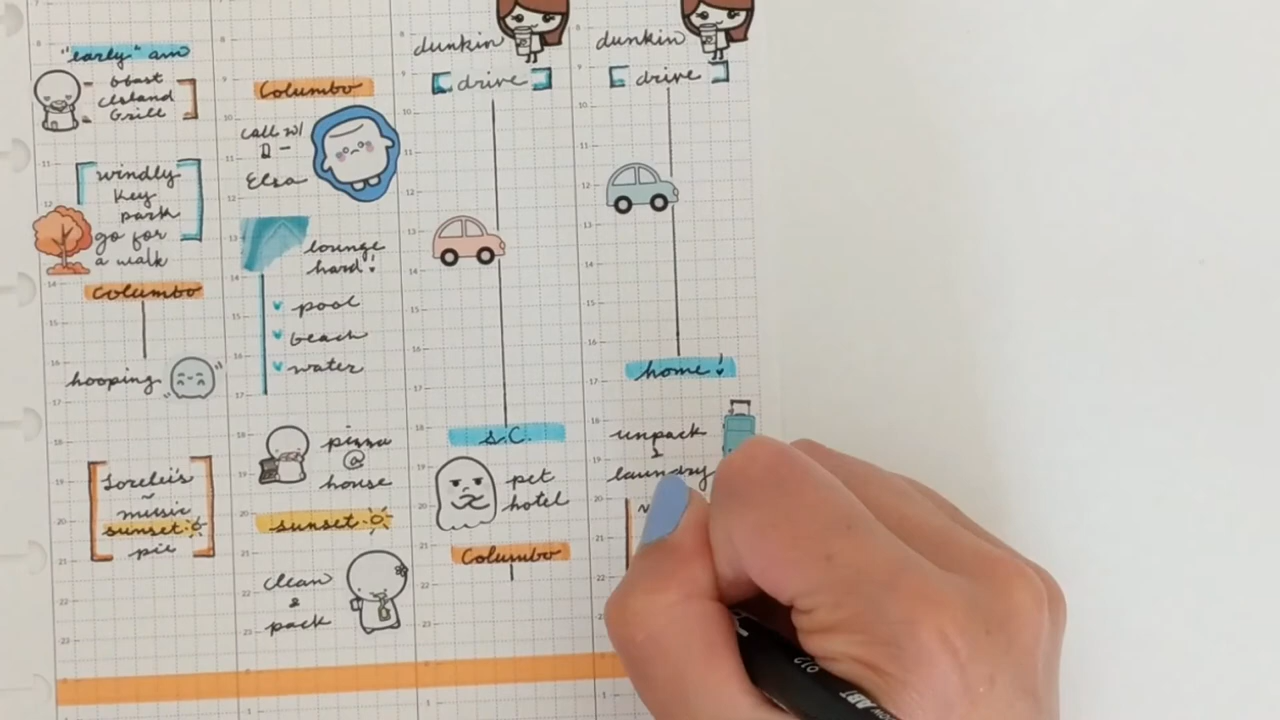 "early" am
Island
Grill
windly
Key
park
go for
a walk
Columbo
hooping
Lorelei's
~
music
sunset
pie
Columbo
call w/
Elsa
lounge
hard!
pool
beach
water
pizza
@
house
sunset
clean
&
pack
dunkin
drive
S.C.
pet
hotel
Columbo
dunkin
drive
home!
unpack
&
laundry